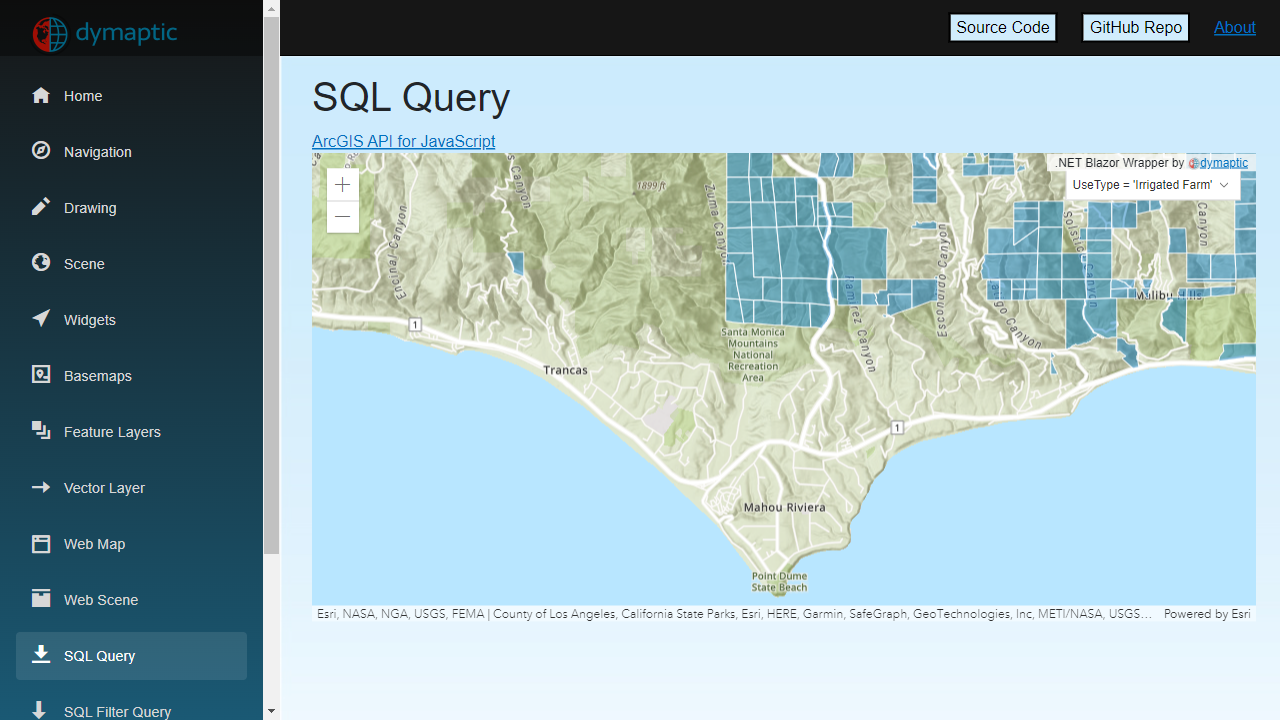 dymaptic
Source Code
GitHub Repo
About
Home
Navigation
Drawing
Scene
Widgets
Basemaps
Feature Layers
Vector Layer
Web Map
Web Scene
SQL Query
SQL Filter Query
SQL Query
ArcGIS API for JavaScript
.NET Blazor Wrapper by dymaptic
UseType = 'Irrigated Farm'
+
−
1899 ft
Encinal Canyon
Canyon
Zuma Canyon
Ramirez Canyon
Escondido Canyon
Solstice Canyon
Canyon
Malibu Hills
1
Santa Monica
Mountains
National
Recreation
Area
Trancas
1
Mahou Riviera
Point Dume
State Beach
Esri, NASA, NGA, USGS, FEMA | County of Los Angeles, California State Parks, Esri, HERE, Garmin, SafeGraph, GeoTechnologies, Inc, METI/NASA, USGS…
Powered by Esri